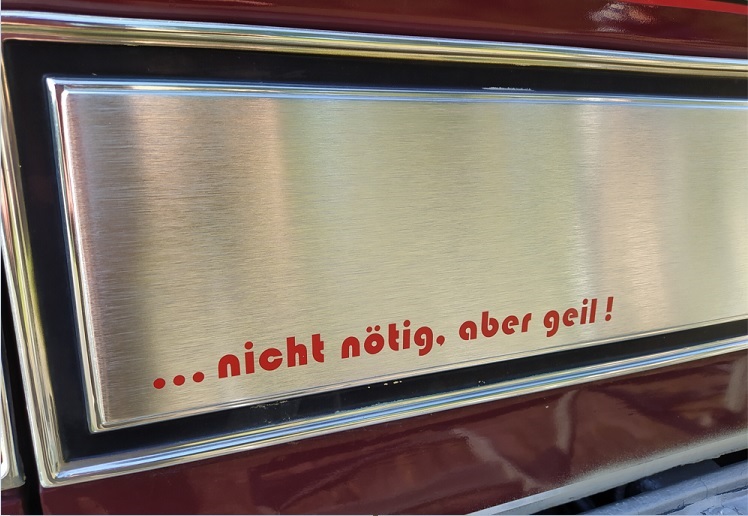 ... nicht nötig, aber geil !